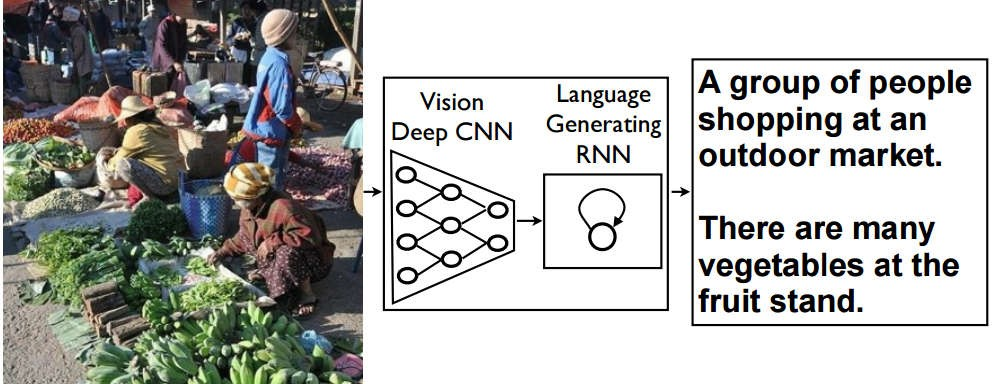 Vision
Deep CNN
Language
Generating
RNN
A group of people
shopping at an
outdoor market.
There are many
vegetables at the
fruit stand.